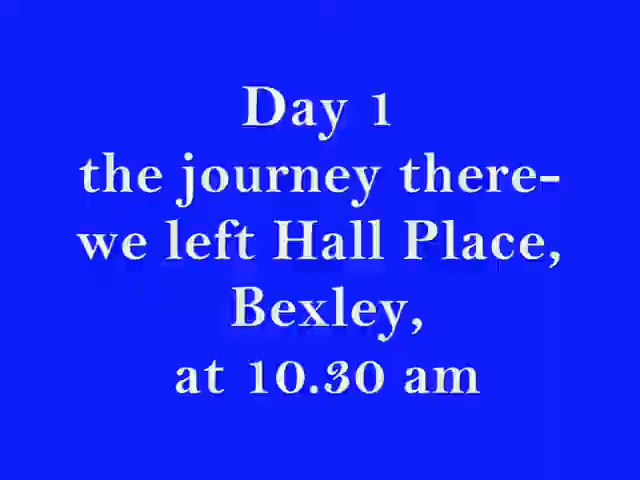 Day 1
the journey there-
we left Hall Place,
Bexley,
at 10.30 am